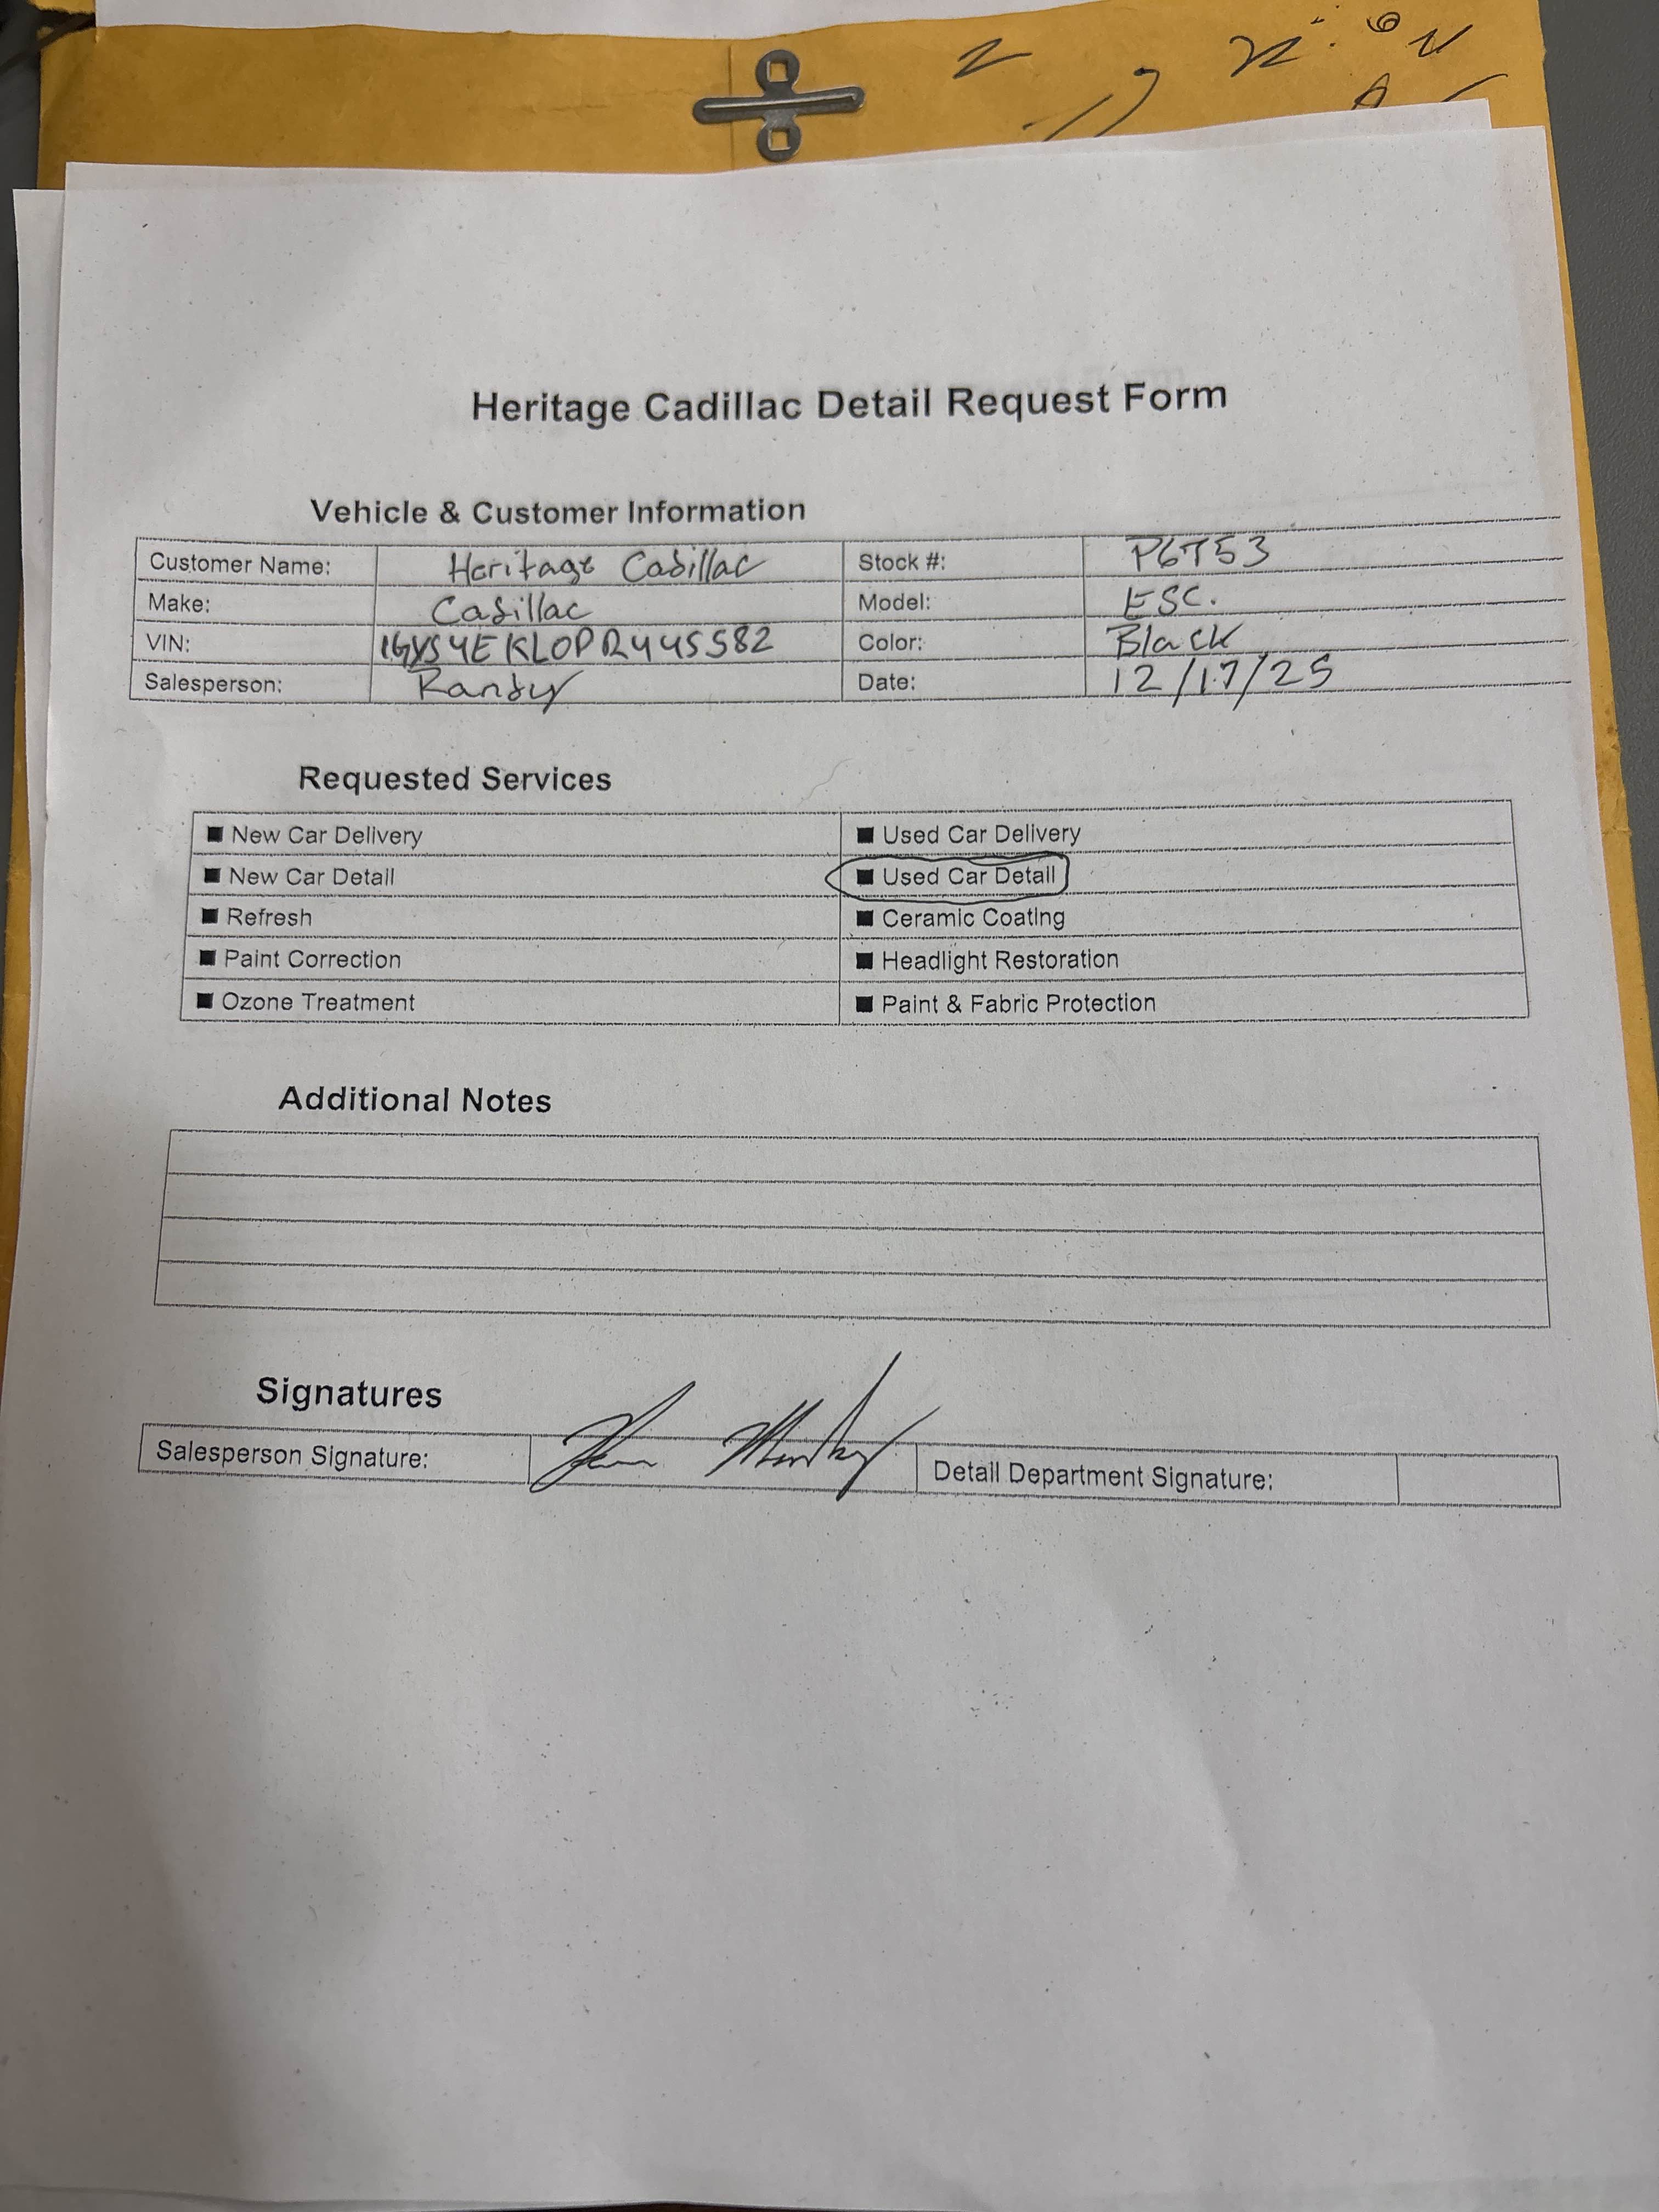 Heritage Cadillac Detail Request Form
Vehicle & Customer Information
Customer Name: Heritage Cadillac Stock #: P6753
Make: Cadillac Model: ESC.
VIN: 1GYS4EKL0PR445582 Color: Black
Salesperson: Randy Date: 12/17/25
Requested Services
■ New Car Delivery ■ Used Car Delivery
■ New Car Detail ■ Used Car Detail
■ Refresh ■ Ceramic Coating
■ Paint Correction ■ Headlight Restoration
■ Ozone Treatment ■ Paint & Fabric Protection
Additional Notes
Signatures
Salesperson Signature: Detail Department Signature: